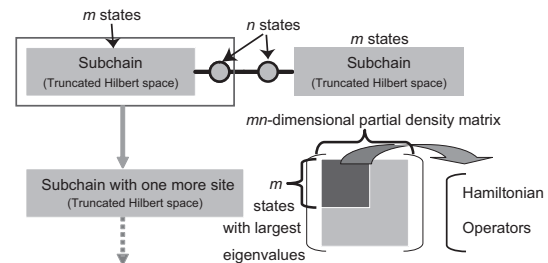 m states
n states
m states
Subchain
(Truncated Hilbert space)
Subchain
(Truncated Hilbert space)
mn-dimensional partial density matrix
Subchain with one more site
(Truncated Hilbert space)
m
states
with largest
eigenvalues
Hamiltonian
Operators